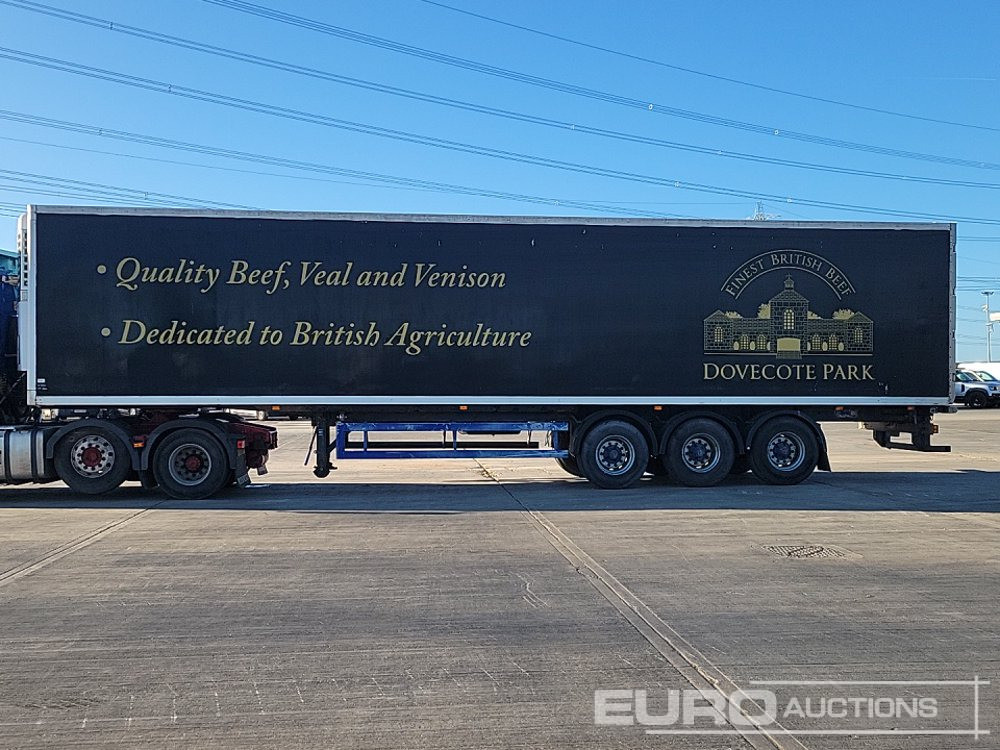 • Quality Beef, Veal and Venison
• Dedicated to British Agriculture
Finest British Beef
Dovecote Park
EURO AUCTIONS